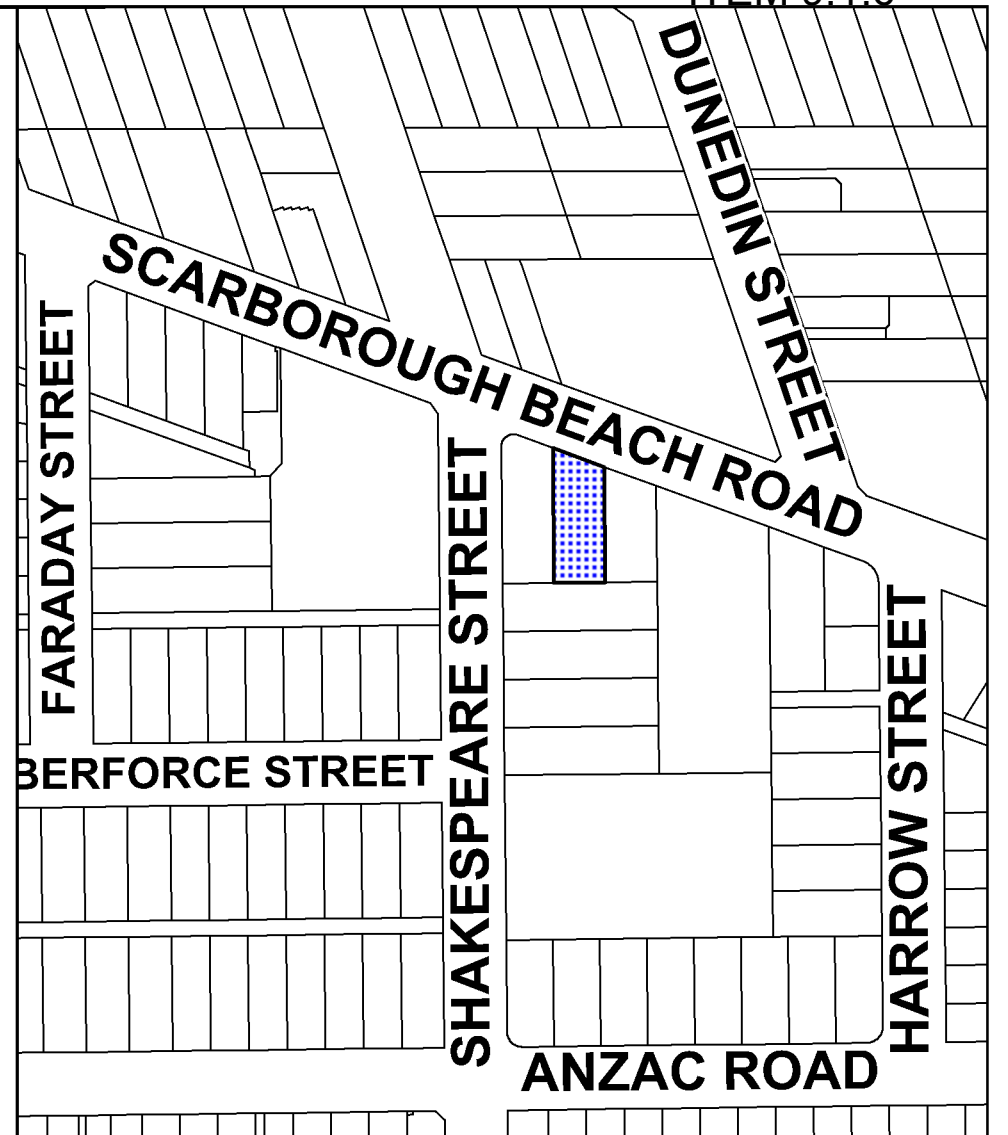 DUNEDIN STREET
SCARBOROUGH BEACH ROAD
FARADAY STREET
SHAKESPEARE STREET
HARROW STREET
BERFORCE STREET
ANZAC ROAD